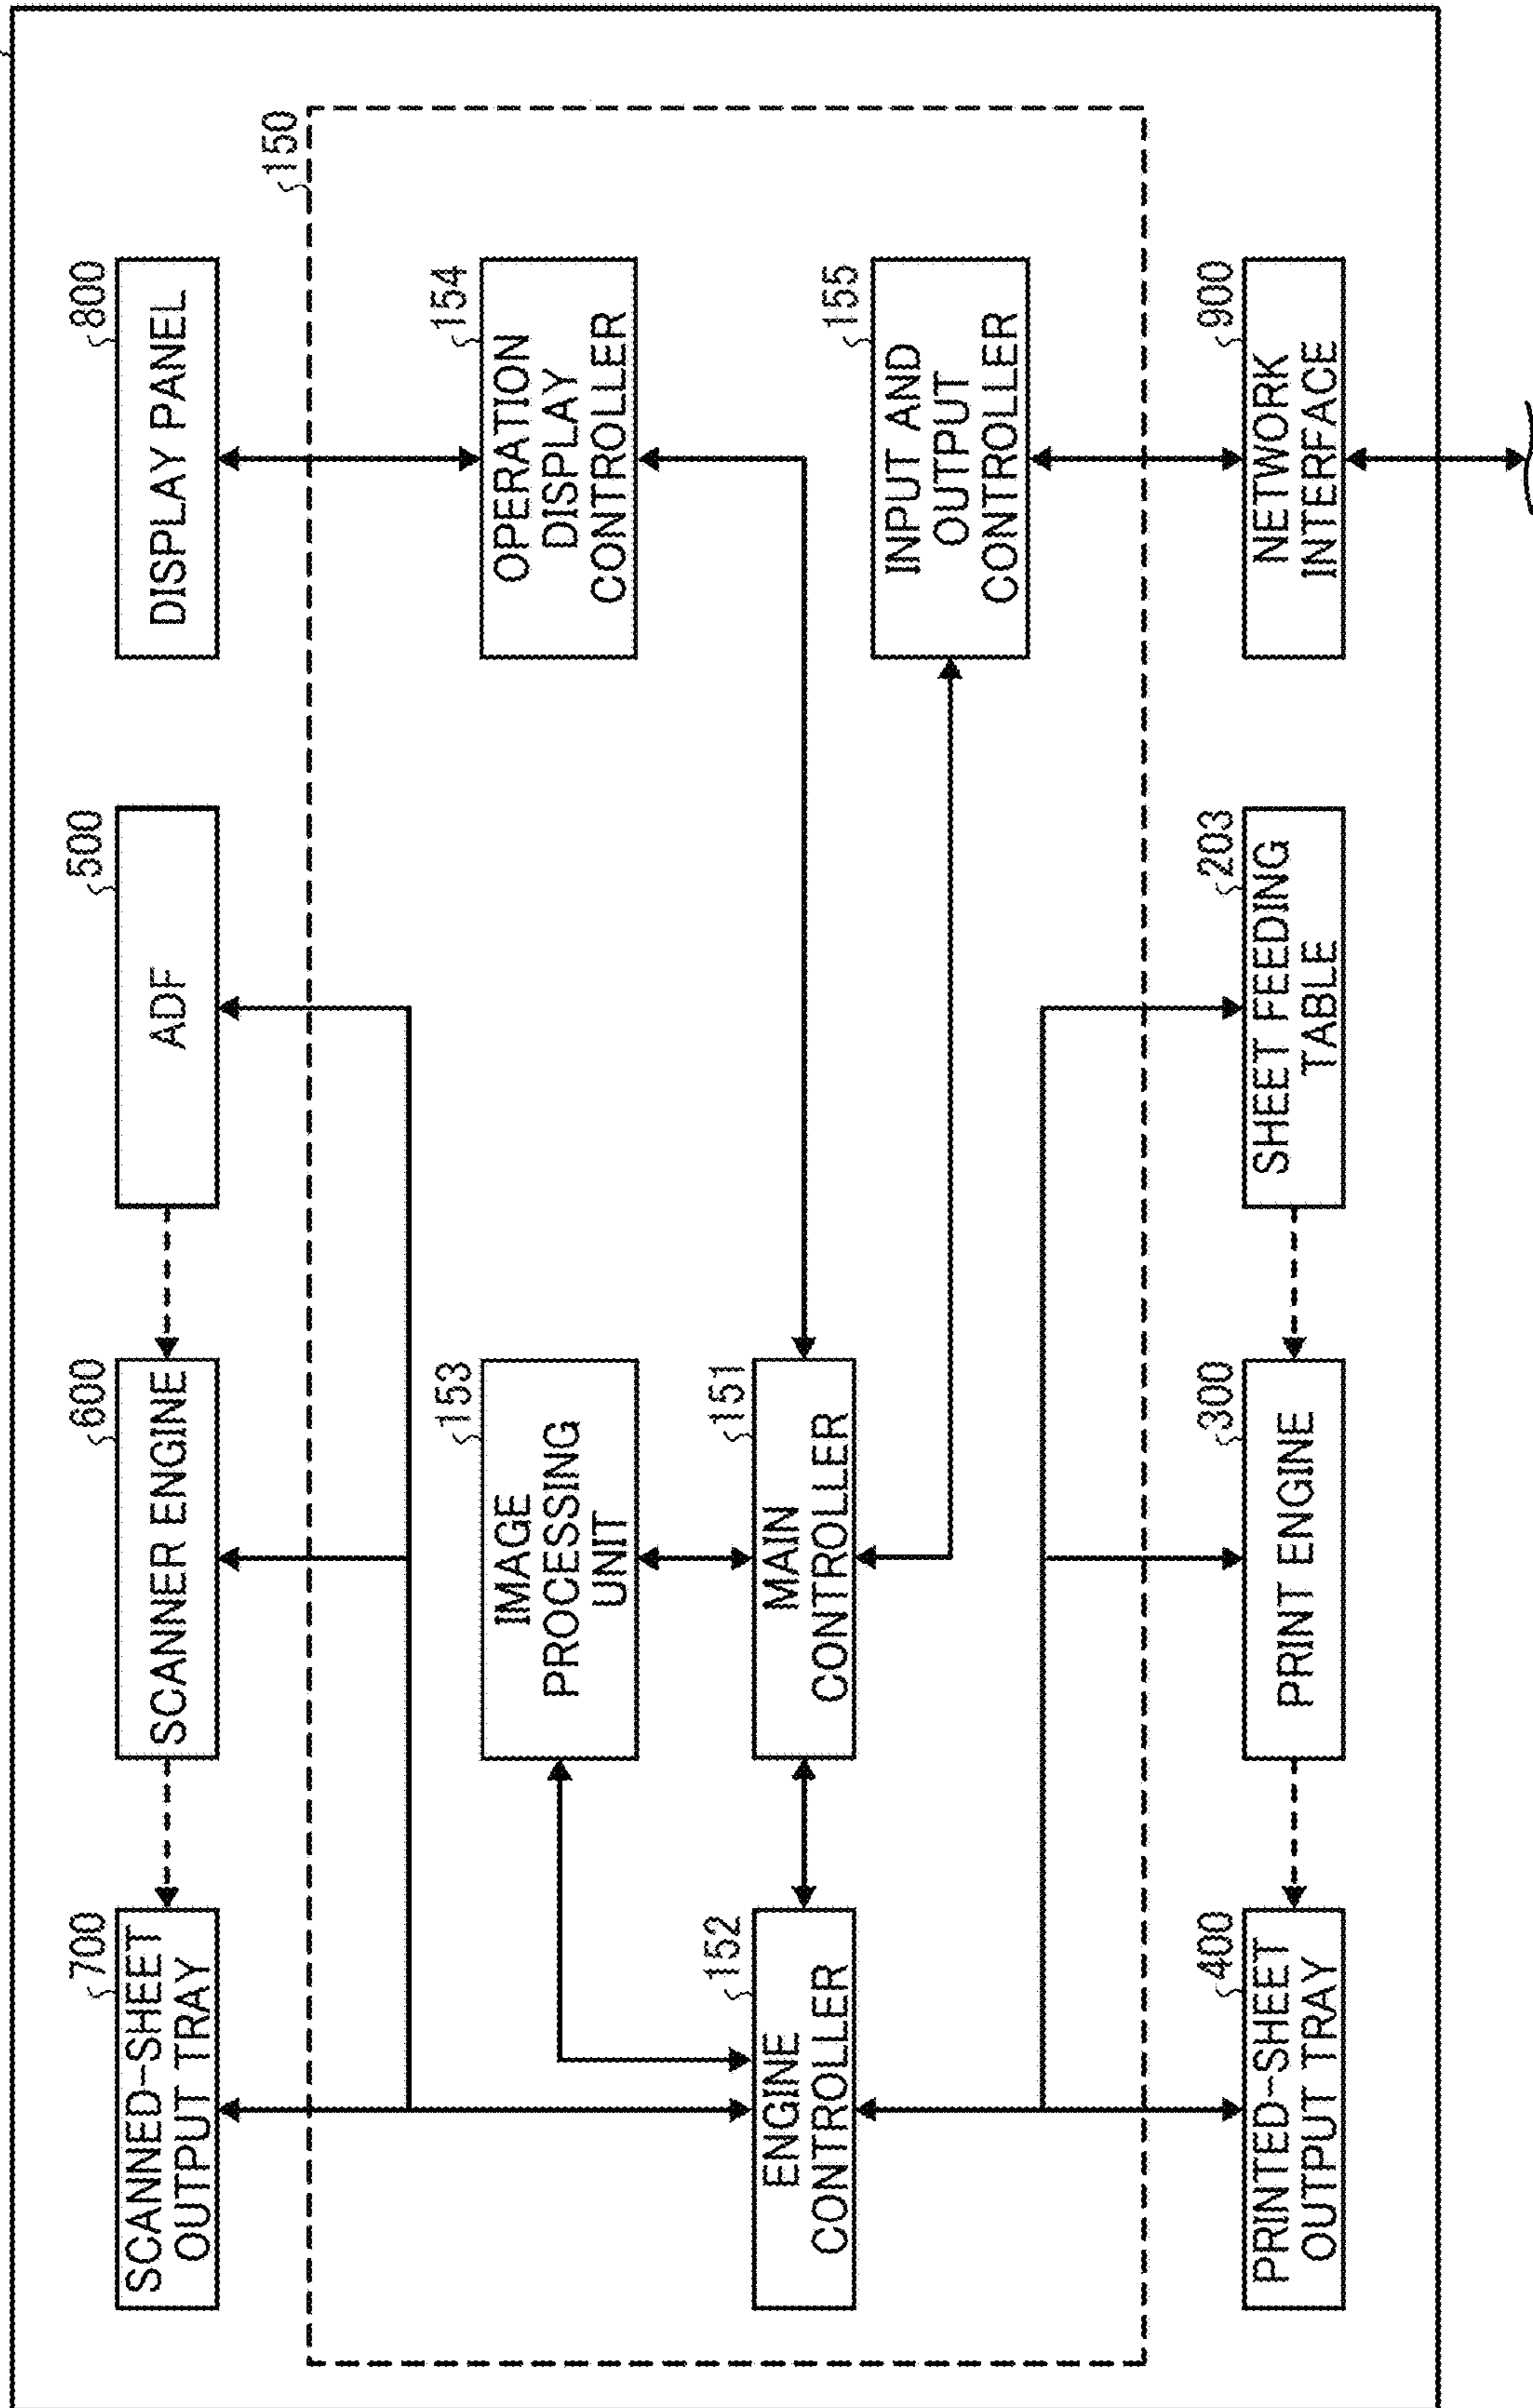 700
SCANNED-SHEET
OUTPUT TRAY
600
SCANNER ENGINE
500
ADF
800
DISPLAY PANEL
150
153
IMAGE
PROCESSING
UNIT
154
OPERATION
DISPLAY
CONTROLLER
152
ENGINE
CONTROLLER
151
MAIN
CONTROLLER
155
INPUT AND
OUTPUT
CONTROLLER
400
PRINTED-SHEET
OUTPUT TRAY
300
PRINT ENGINE
203
SHEET FEEDING
TABLE
900
NETWORK
INTERFACE